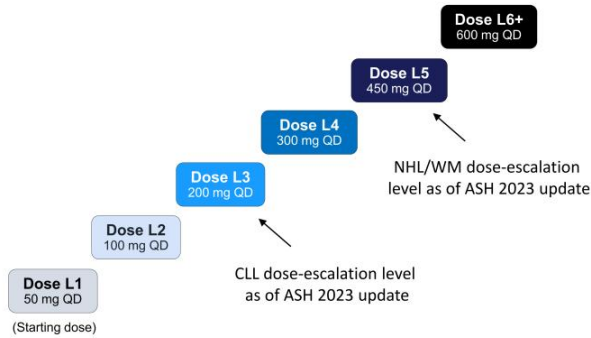 Dose L6+
600 mg QD
Dose L5
450 mg QD
Dose L4
300 mg QD
NHL/WM dose-escalation
level as of ASH 2023 update
Dose L3
200 mg QD
Dose L2
100 mg QD
CLL dose-escalation level
as of ASH 2023 update
Dose L1
50 mg QD
(Starting dose)